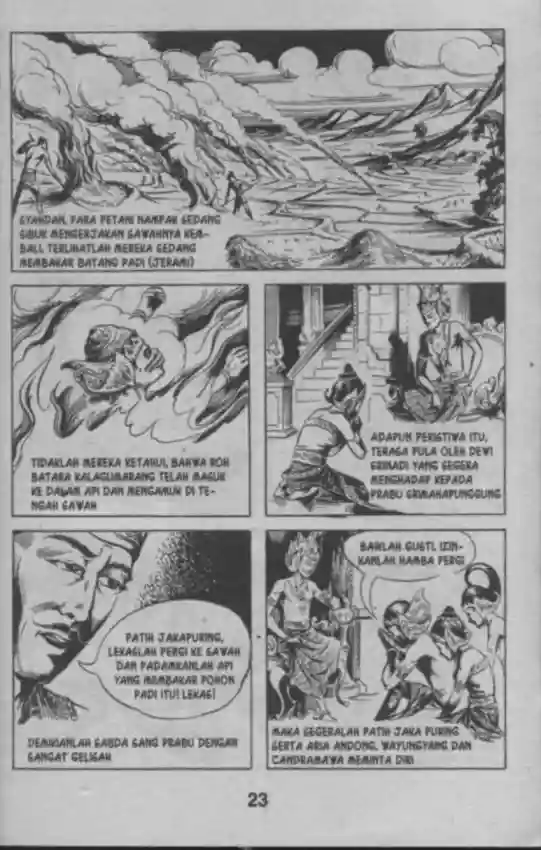 SYAHDAN, PARA PETANI NAMPAK SEDANG
SIBUK MENGERJAKAN SAWAHNYA KEM-
BALI. TERLIHATLAH MEREKA SEDANG
MEMBAKAR BATANG PADI (JERAMI)
TIDAKLAH MEREKA KETAHUI, BAHWA ROH
BATARA KALAGUMARANG TELAH MASUK
KE DALAM API DAN MENGAMUK DI TE-
NGAH SAWAH
ADAPUN PERISTIWA ITU,
TERASA PULA OLEH DEWI
SRINADI YANG SEGERA
MENGHADAP KEPADA
PRABU SRIMAHAPUNGGUNG
PATIH JAKAPURING,
LEKASLAH PERGI KE SAWAH
DAN PADAMKANLAH API
YANG MEMBAKAR POHON
PADI ITU! LEKAS!
DEMIKIANLAH SABDA SANG PRABU DENGAN
SANGAT GELISAH
BAIKLAH GUSTI, IZIN-
KANLAH HAMBA PERGI
MAKA SEGERALAH PATIH JAKA PURING
SERTA ARIA ANDONG, WAYUNGYANG DAN
CANDRAMAWA MEMINTA DIRI
23